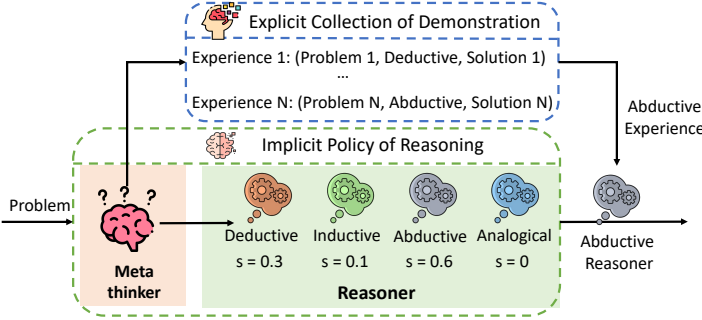 Explicit Collection of Demonstration
Experience 1: (Problem 1, Deductive, Solution 1)
...
Experience N: (Problem N, Abductive, Solution N)
Abductive
Experience
Implicit Policy of Reasoning
Problem
? ? ?
Meta
thinker
Deductive Inductive Abductive Analogical
s = 0.3 s = 0.1 s = 0.6 s = 0
Reasoner
Abductive
Reasoner